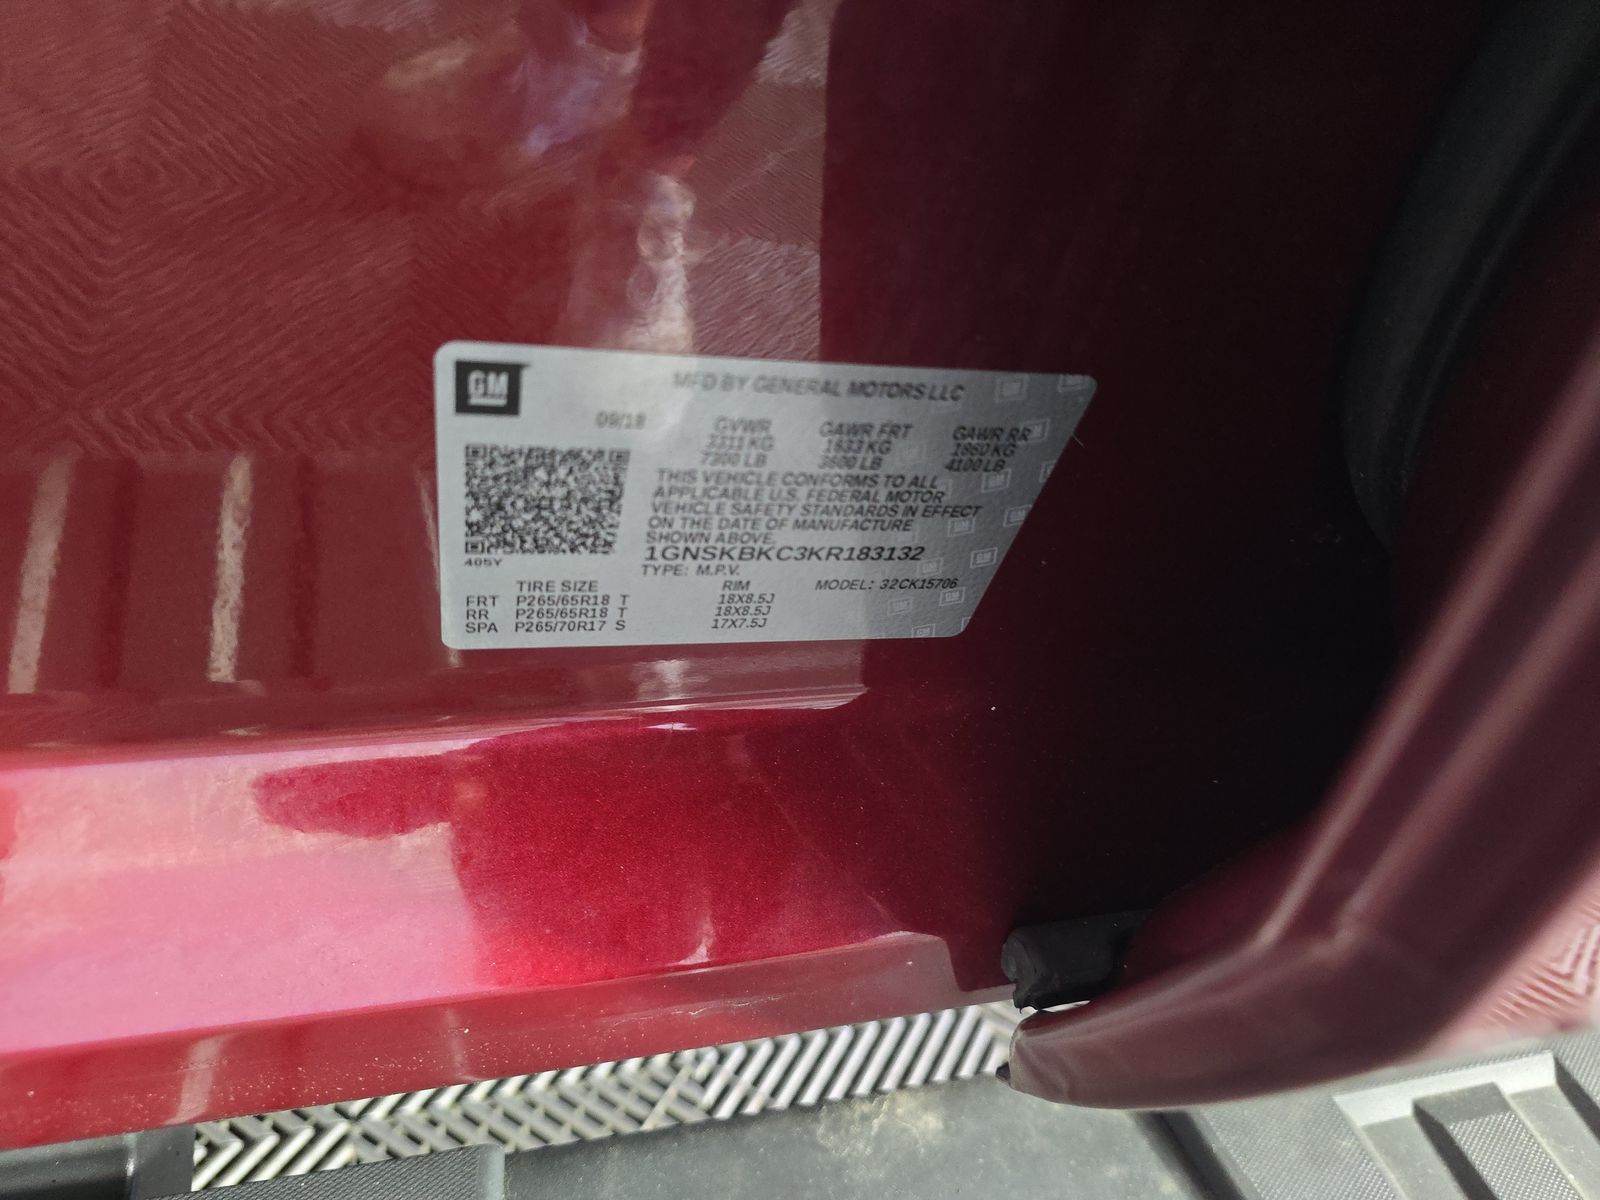 GM
MFD BY GENERAL MOTORS LLC
09/18
GVWR GAWR FRT GAWR RR
3311 KG 1633 KG 1860 KG
7300 LB 3600 LB 4100 LB
THIS VEHICLE CONFORMS TO ALL
APPLICABLE U.S. FEDERAL MOTOR
VEHICLE SAFETY STANDARDS IN EFFECT
ON THE DATE OF MANUFACTURE
SHOWN ABOVE.
1GNSKBKC3KR183132
405Y
TYPE: M.P.V.
TIRE SIZE RIM MODEL: 32CK15706
FRT P265/65R18 T 18X8.5J
RR P265/65R18 T 18X8.5J
SPA P265/70R17 S 17X7.5J